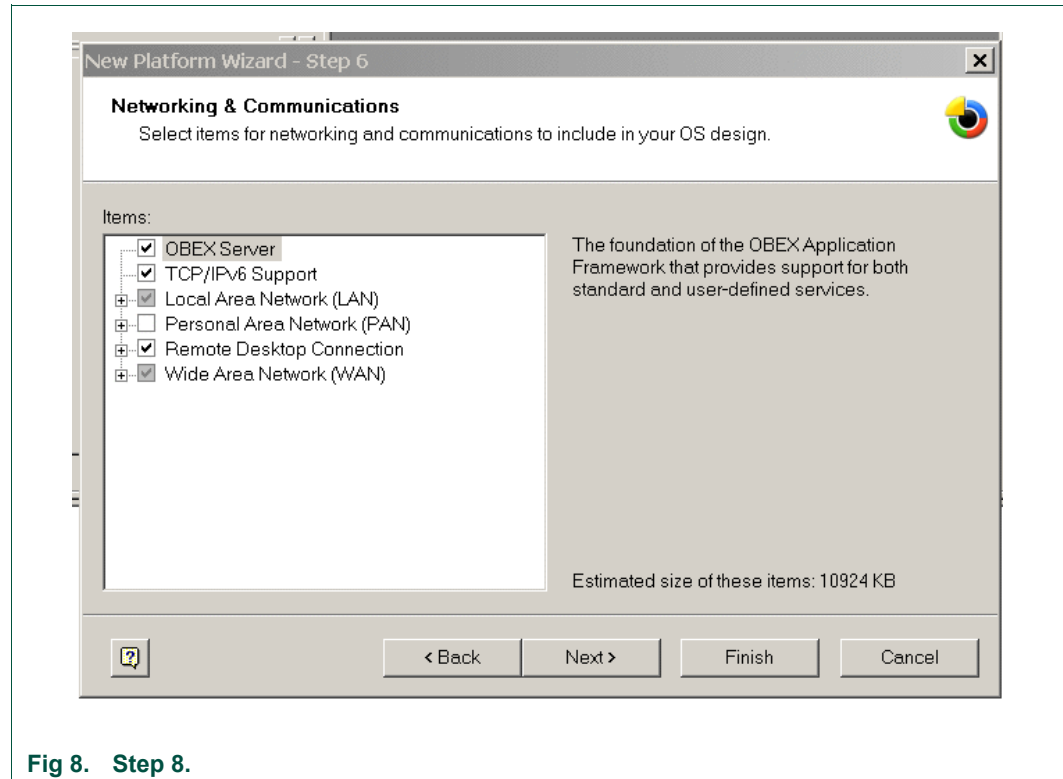 New Platform Wizard - Step 6
Networking & Communications
Select items for networking and communications to include in your OS design.
Items:
OBEX Server
TCP/IPv6 Support
Local Area Network (LAN)
Personal Area Network (PAN)
Remote Desktop Connection
Wide Area Network (WAN)
The foundation of the OBEX Application
Framework that provides support for both
standard and user-defined services.
Estimated size of these items: 10924 KB
< Back
Next >
Finish
Cancel
Fig 8. Step 8.